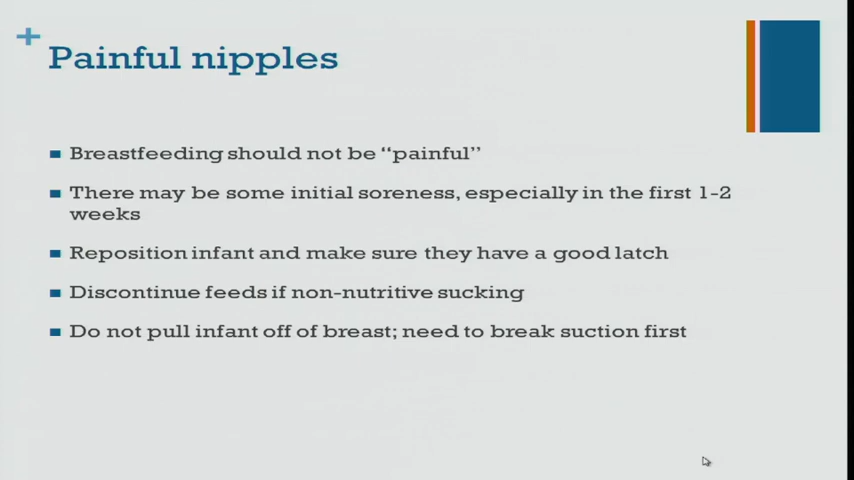 +
Painful nipples
Breastfeeding should not be “painful”
There may be some initial soreness, especially in the first 1-2
weeks
Reposition infant and make sure they have a good latch
Discontinue feeds if non-nutritive sucking
Do not pull infant off of breast; need to break suction first